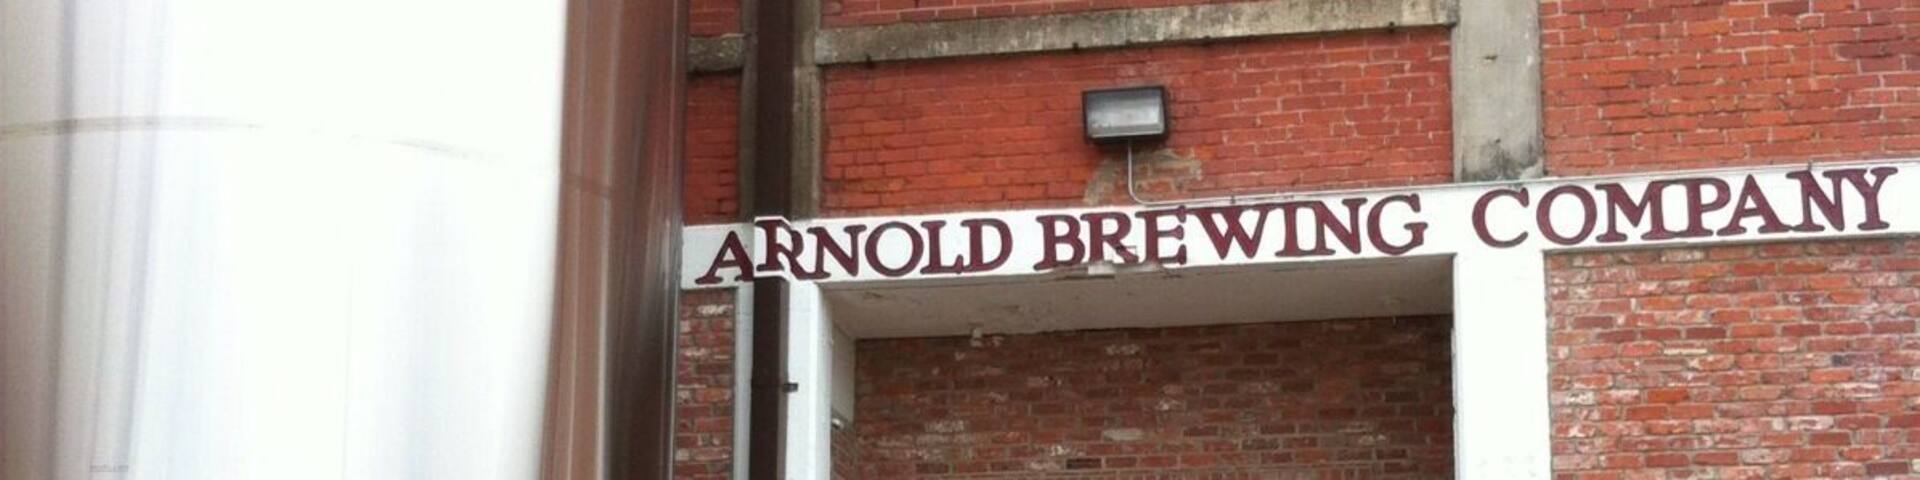 ARNOLD BREWING COMPANY